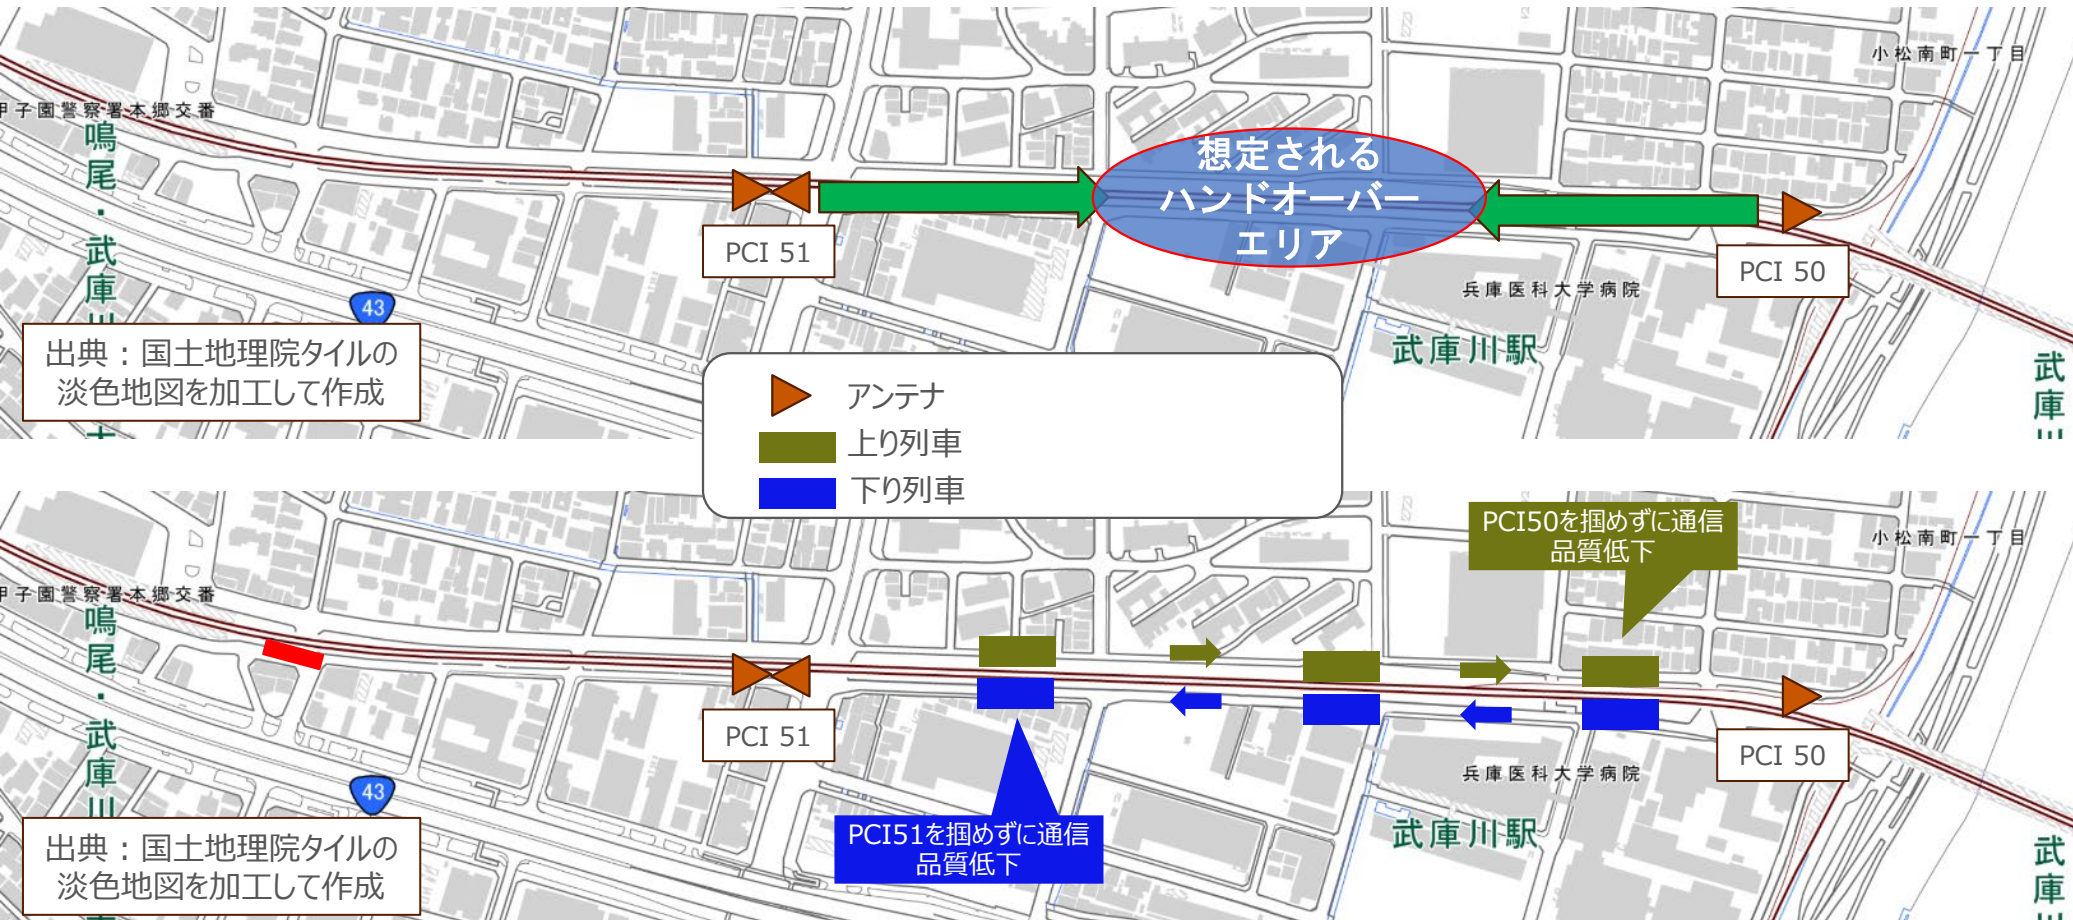 小松南町一丁目
甲子園警察署本郷交番
鳴尾・武庫川
想定される
ハンドオーバー
エリア
PCI 51
PCI 50
兵庫医科大学病院
43
武庫川駅
武庫川
出典：国土地理院タイルの
淡色地図を加工して作成
アンテナ
上り列車
下り列車
PCI50を掴めずに通信
品質低下
小松南町一丁目
甲子園警察署本郷交番
鳴尾・武庫川
PCI 51
PCI 50
兵庫医科大学病院
43
武庫川駅
PCI51を掴めずに通信
品質低下
武庫川
出典：国土地理院タイルの
淡色地図を加工して作成